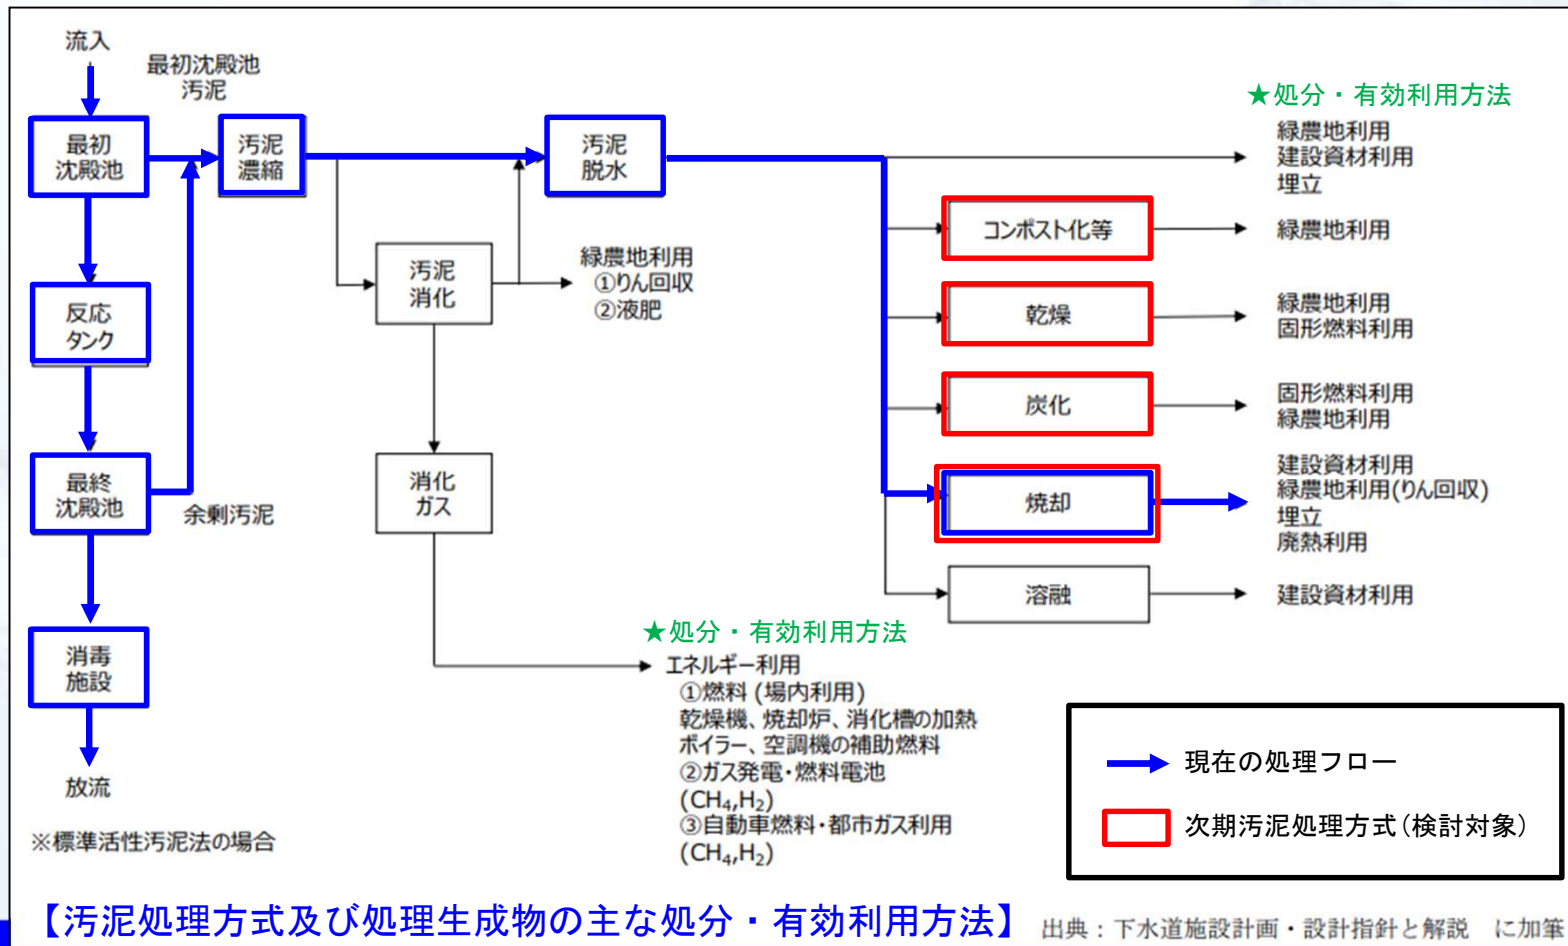 流入
最初沈殿池
汚泥
最初
沈殿池
汚泥
濃縮
汚泥
脱水
反応
タンク
最終
沈殿池
余剰汚泥
消毒
施設
放流
※標準活性汚泥法の場合
汚泥
消化
緑農地利用
①りん回収
②液肥
消化
ガス
★処分・有効利用方法
エネルギー利用
①燃料(場内利用)
乾燥機、焼却炉、消化槽の加熱
ボイラー、空調機の補助燃料
②ガス発電・燃料電池
(CH₄,H₂)
③自動車燃料・都市ガス利用
(CH₄,H₂)
★処分・有効利用方法
緑農地利用
建設資材利用
埋立
コンポスト化等
緑農地利用
乾燥
緑農地利用
固形燃料利用
炭化
固形燃料利用
緑農地利用
焼却
建設資材利用
緑農地利用(りん回収)
埋立
廃熱利用
溶融
建設資材利用
現在の処理フロー
次期汚泥処理方式(検討対象)
【汚泥処理方式及び処理生成物の主な処分・有効利用方法】
出典：下水道施設計画・設計指針と解説　に加筆